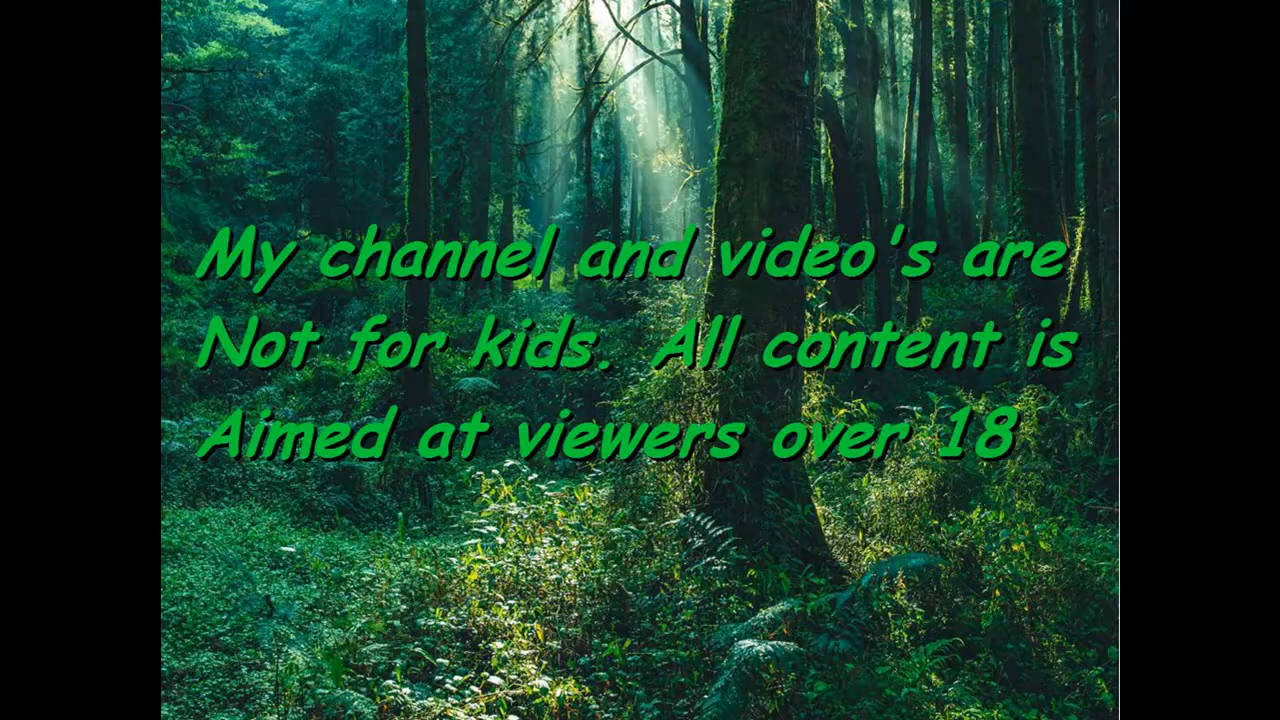 My channel and video's are
Not for kids. All content is
Aimed at viewers over 18